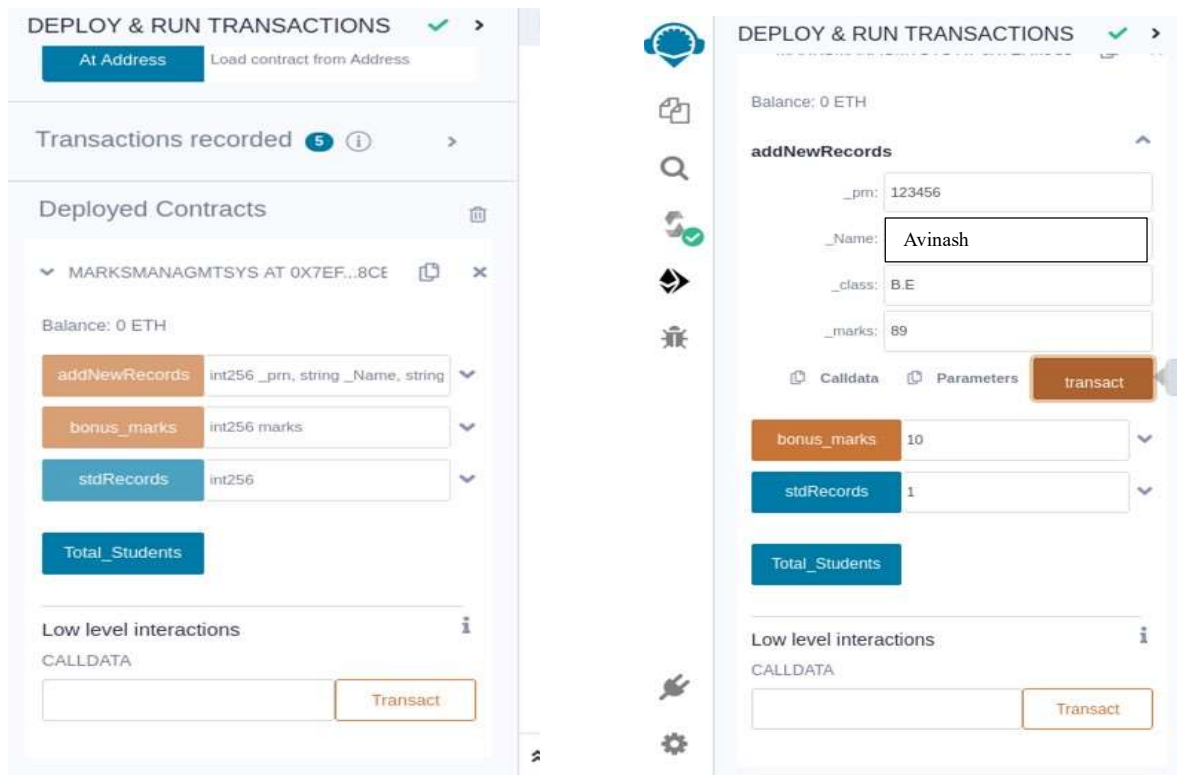 DEPLOY & RUN TRANSACTIONS
At Address Load contract from Address
Transactions recorded 5
Deployed Contracts
MARKSMANAGMTSYS AT 0X7EF...8CE
Balance: 0 ETH
addNewRecords int256 _prn, string _Name, string
bonus_marks int256 marks
stdRecords int256
Total_Students
Low level interactions
CALLDATA
Transact
DEPLOY & RUN TRANSACTIONS
Balance: 0 ETH
addNewRecords
_prn: 123456
_Name: Avinash
_class: B.E
_marks: 89
Calldata Parameters transact
bonus_marks 10
stdRecords 1
Total_Students
Low level interactions
CALLDATA
Transact